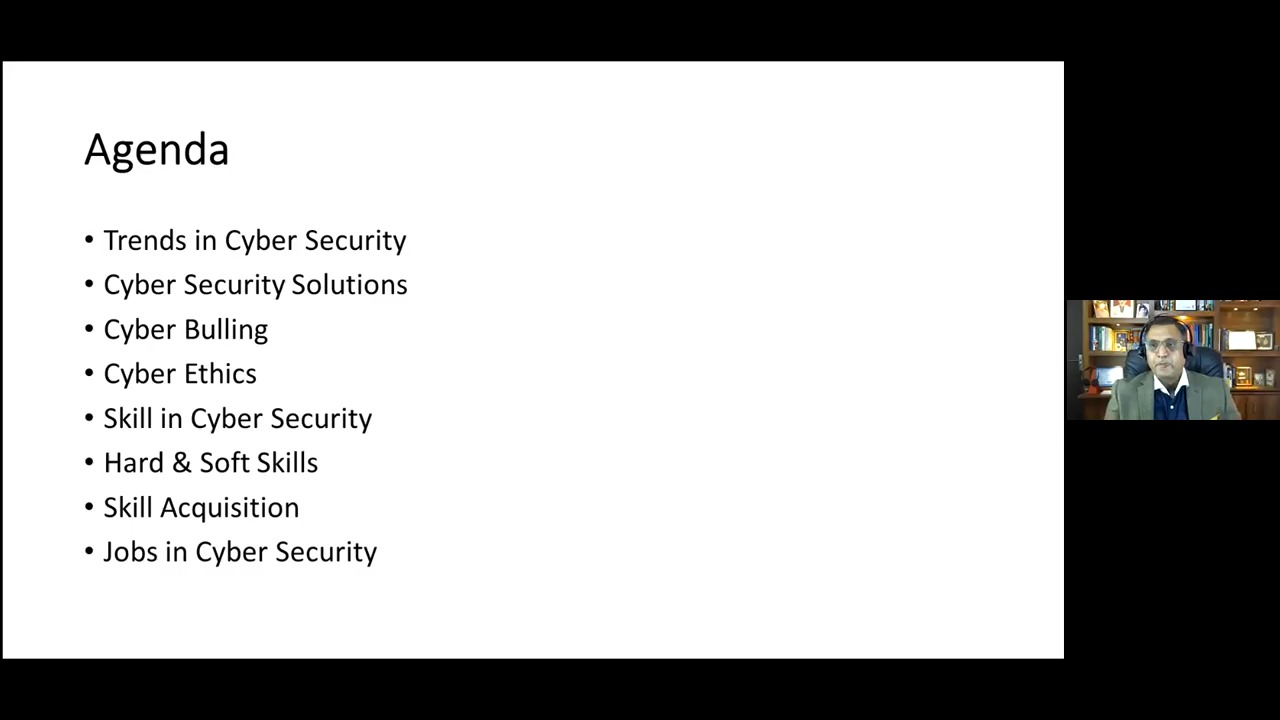 Agenda
• Trends in Cyber Security
• Cyber Security Solutions
• Cyber Bulling
• Cyber Ethics
• Skill in Cyber Security
• Hard & Soft Skills
• Skill Acquisition
• Jobs in Cyber Security